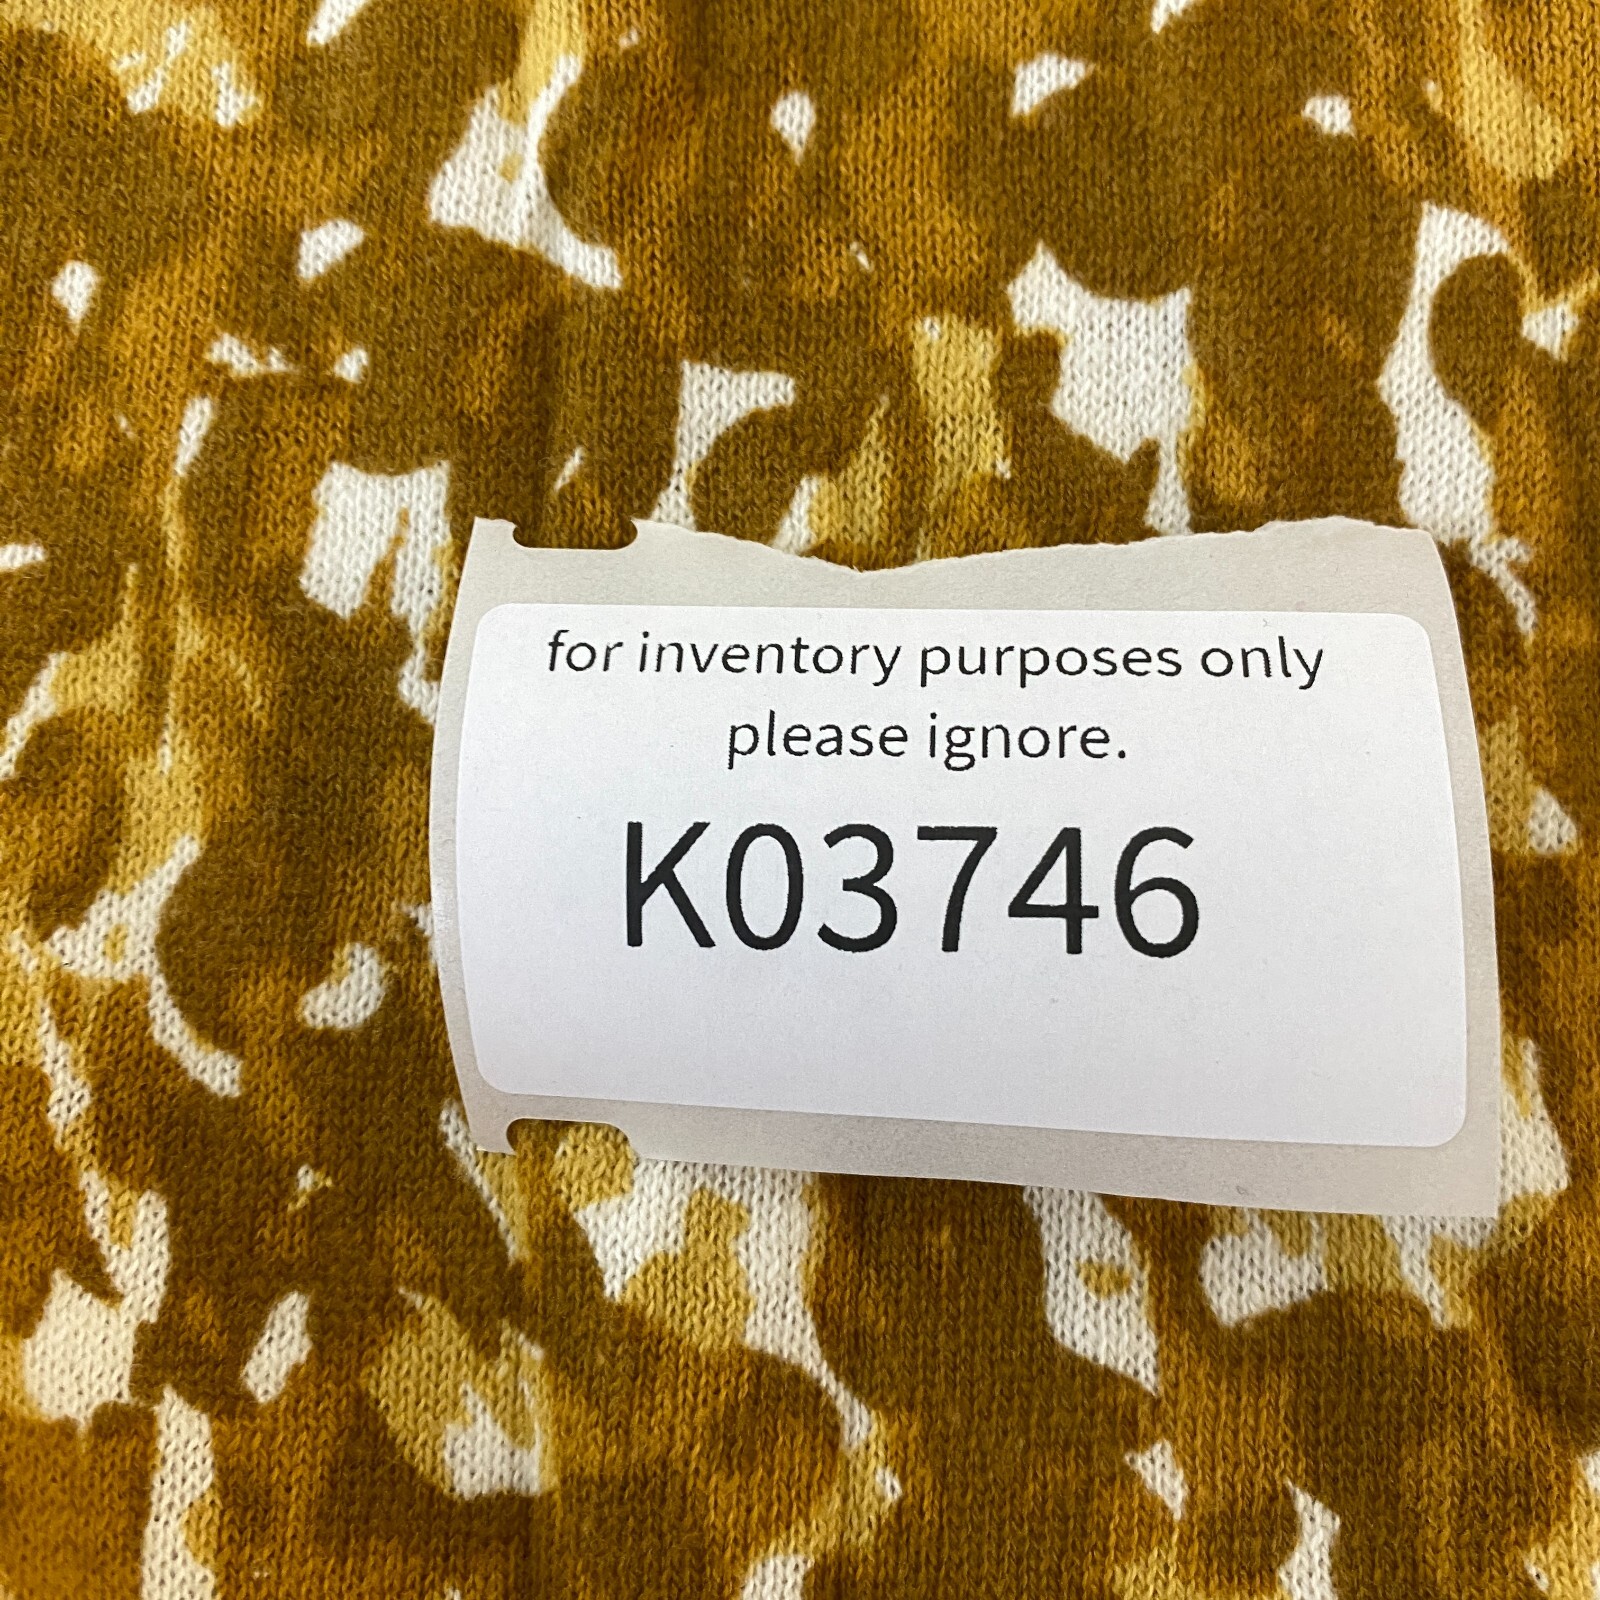 for inventory purposes only
please ignore.
K03746